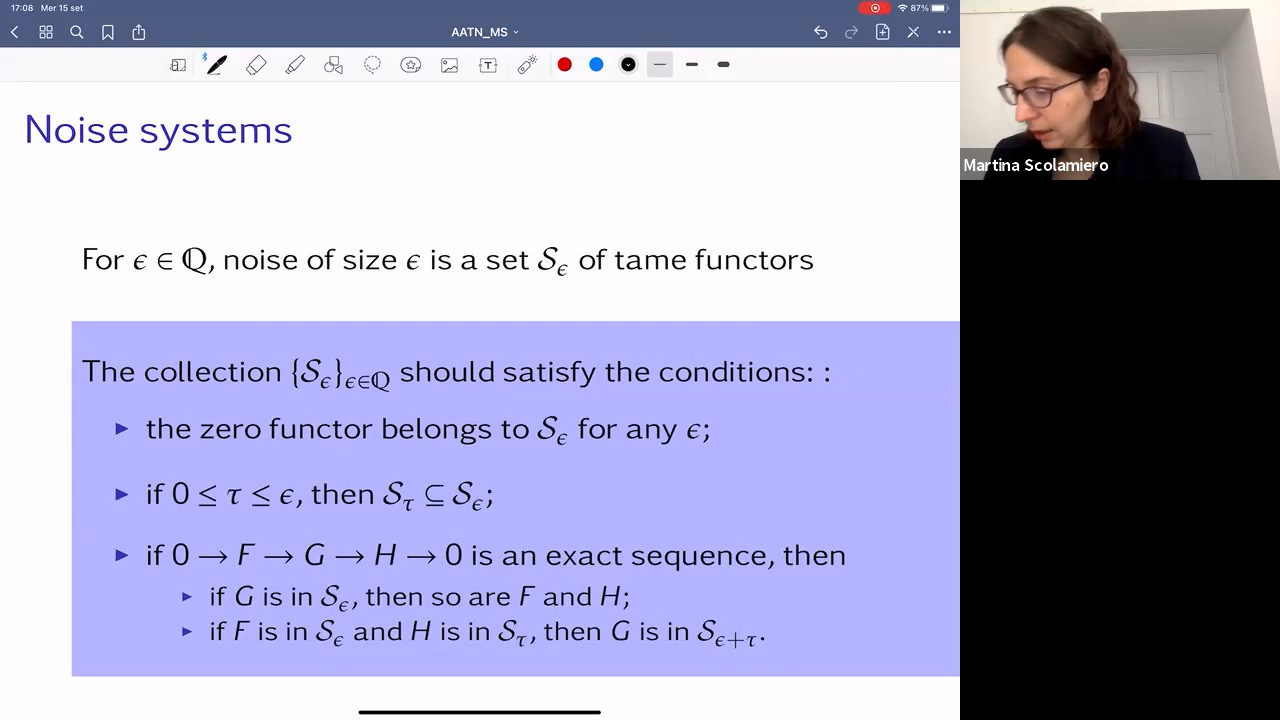 17:08 Mer 15 set
87%
AATN_MS
T
Noise systems
For ϵ ∈ ℚ, noise of size ϵ is a set 𝒮_ϵ of tame functors
The collection {𝒮_ϵ}_{ϵ∈ℚ} should satisfy the conditions: :
▶ the zero functor belongs to 𝒮_ϵ for any ϵ;
▶ if 0 ≤ τ ≤ ϵ, then 𝒮_τ ⊆ 𝒮_ϵ;
▶ if 0 → F → G → H → 0 is an exact sequence, then
▶ if G is in 𝒮_ϵ, then so are F and H;
▶ if F is in 𝒮_ϵ and H is in 𝒮_τ, then G is in 𝒮_{ϵ+τ}.
Martina Scolamiero